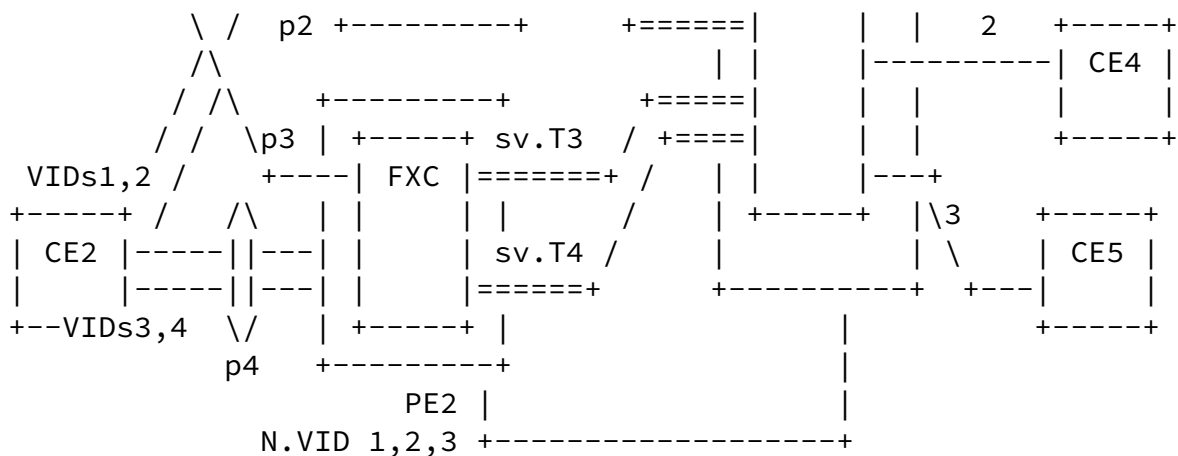 p2 2
CE4
p3 sv.T3
VIDs1,2 FXC
3
CE2 sv.T4 CE5
VIDs3,4
p4
PE2
N.VID 1,2,3